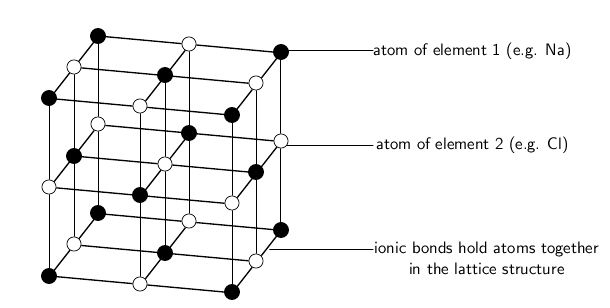 atom of element 1 (e.g. Na)
atom of element 2 (e.g. Cl)
ionic bonds hold atoms together
in the lattice structure